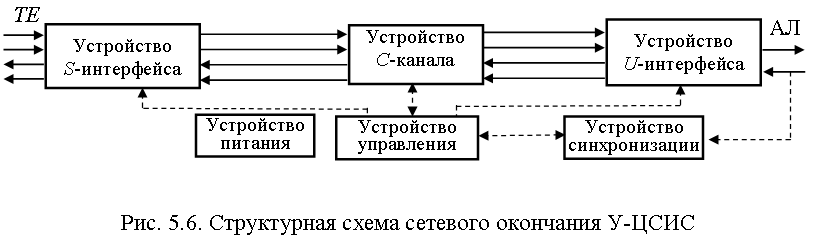 TE
Устройство
S-интерфейса
Устройство
C-канала
Устройство
U-интерфейса
АЛ
Устройство
питания
Устройство
управления
Устройство
синхронизации
Рис. 5.6. Структурная схема сетевого окончания У-ЦСИС